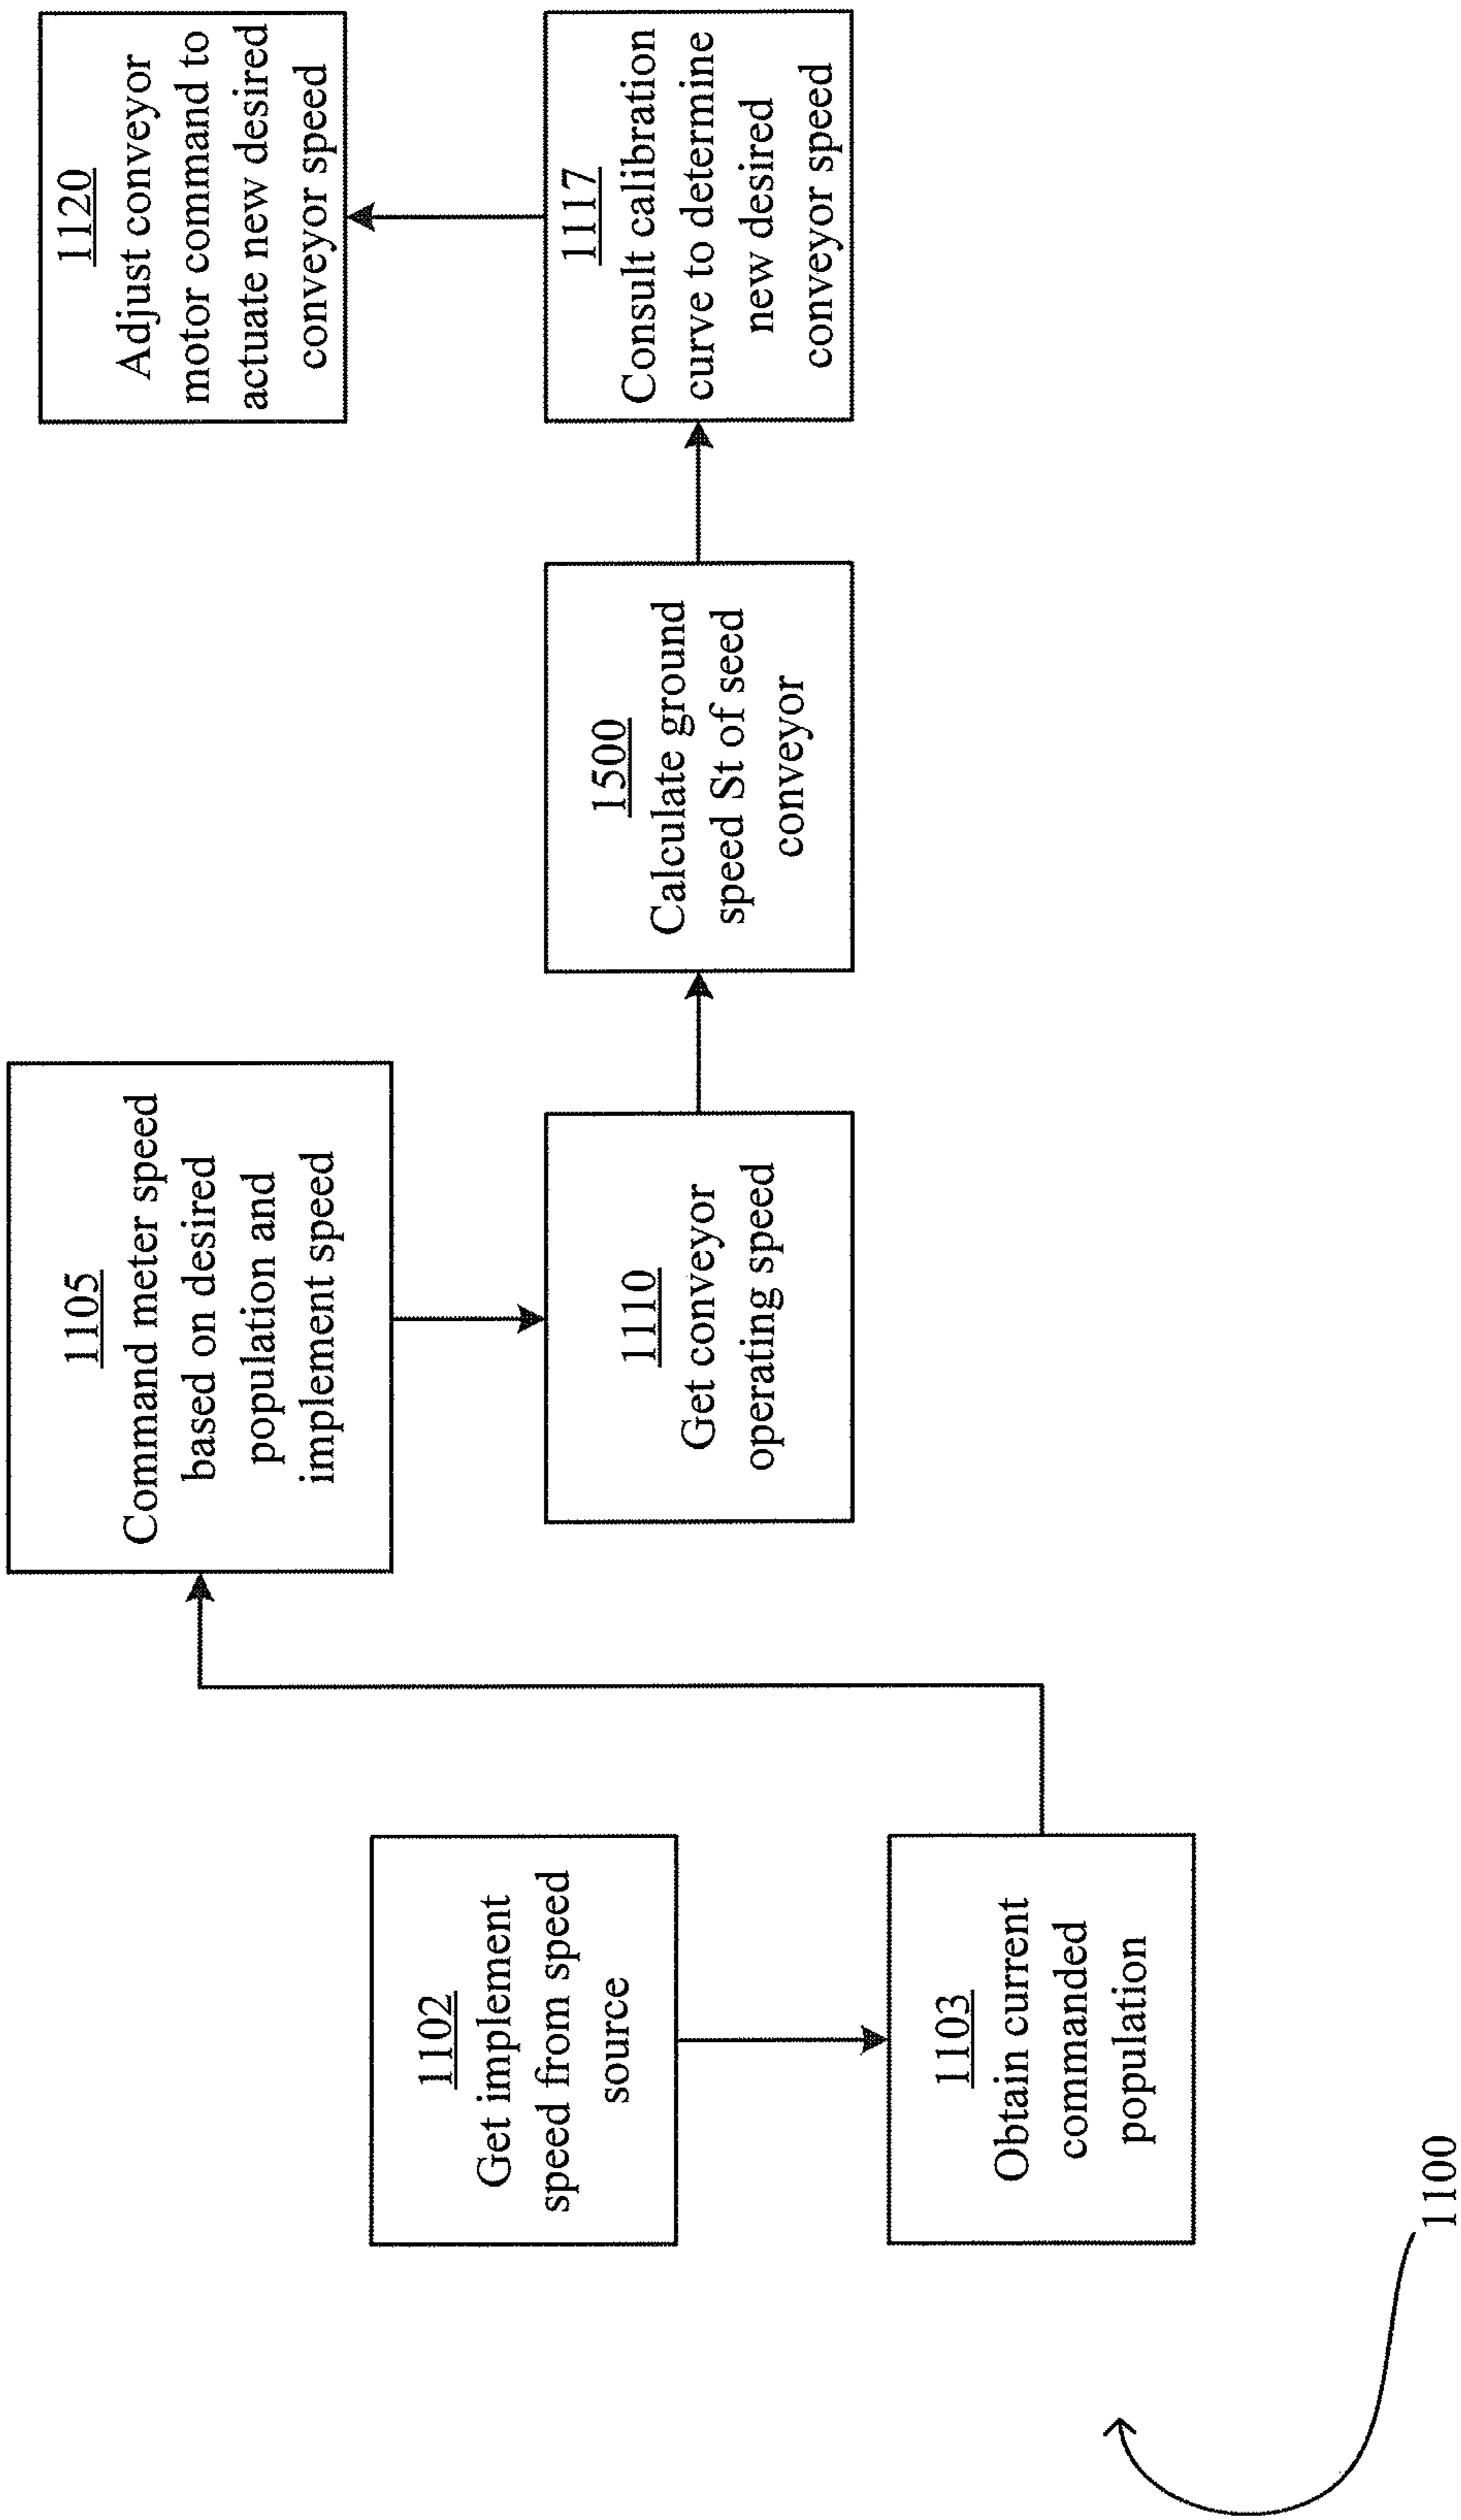 1102
Get implement
speed from speed
source
1103
Obtain current
commanded
population
1105
Command meter speed
based on desired
population and
implement speed
1110
Get conveyor
operating speed
1500
Calculate ground
speed St of seed
conveyor
1117
Consult calibration
curve to determine
new desired
conveyor speed
1120
Adjust conveyor
motor command to
actuate new desired
conveyor speed
1100